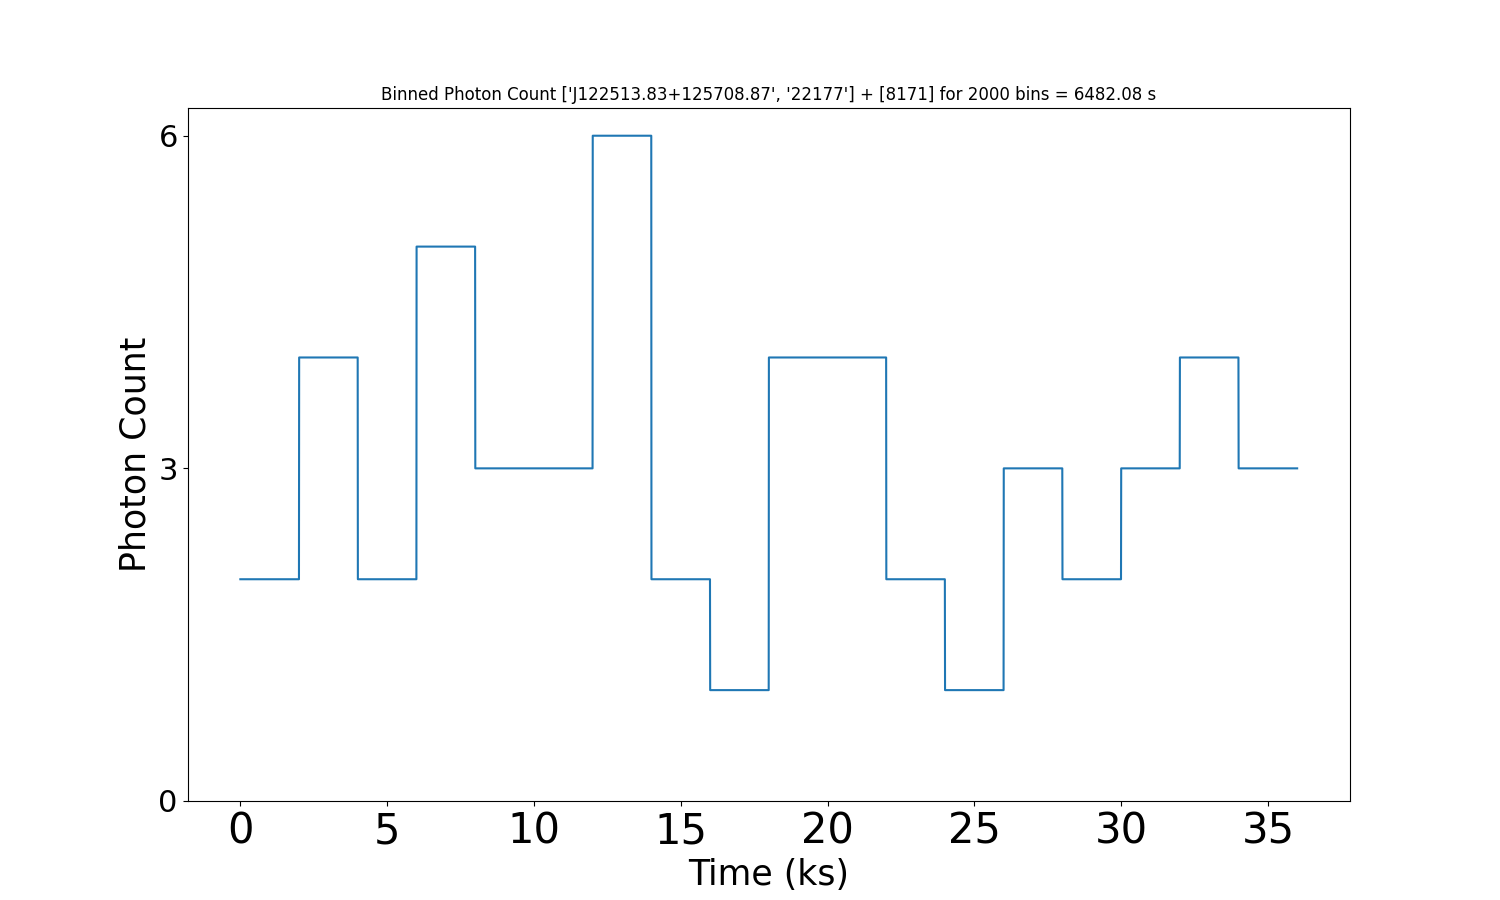 Binned Photon Count ['J122513.83+125708.87', '22177'] + [8171] for 2000 bins = 6482.08 s
6
3
0
Photon Count
0 5 10 15 20 25 30 35
Time (ks)